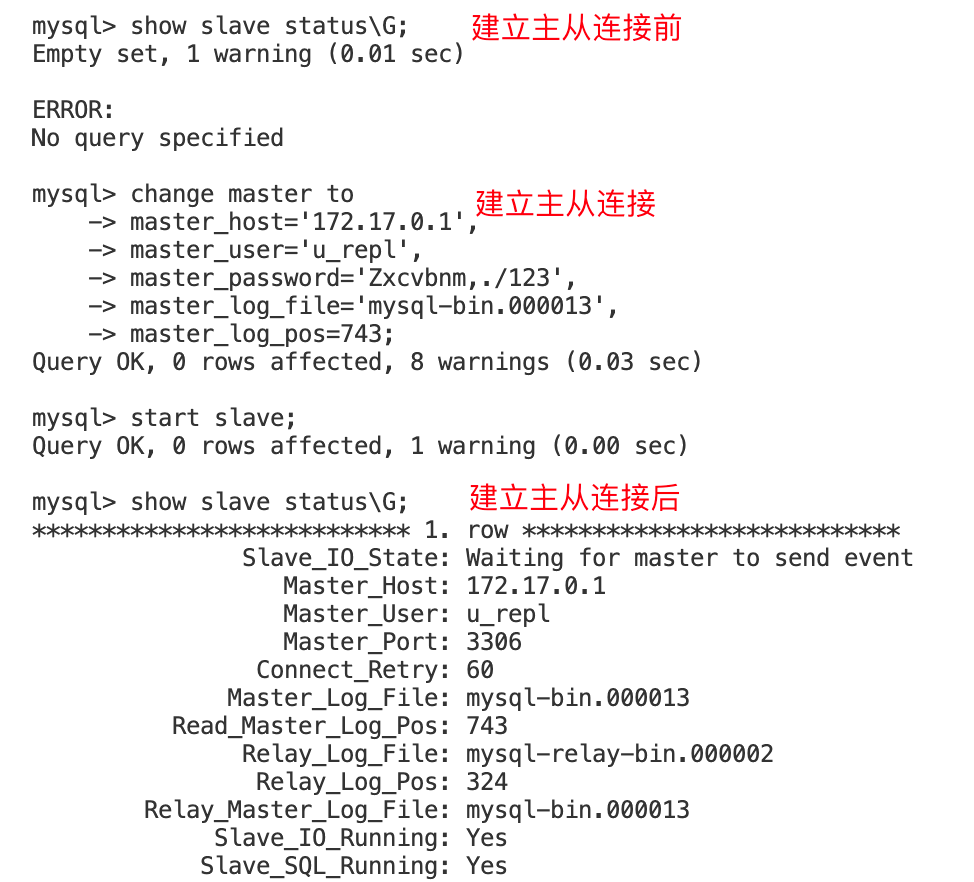 mysql> show slave status\G; 建立主从连接前
Empty set, 1 warning (0.01 sec)
ERROR:
No query specified
mysql> change master to 建立主从连接
-> master_host='172.17.0.1',
-> master_user='u_repl',
-> master_password='Zxcvbnm,./123',
-> master_log_file='mysql-bin.000013',
-> master_log_pos=743;
Query OK, 0 rows affected, 8 warnings (0.03 sec)
mysql> start slave;
Query OK, 0 rows affected, 1 warning (0.00 sec)
mysql> show slave status\G; 建立主从连接后
*************************** 1. row ***************************
Slave_IO_State: Waiting for master to send event
Master_Host: 172.17.0.1
Master_User: u_repl
Master_Port: 3306
Connect_Retry: 60
Master_Log_File: mysql-bin.000013
Read_Master_Log_Pos: 743
Relay_Log_File: mysql-relay-bin.000002
Relay_Log_Pos: 324
Relay_Master_Log_File: mysql-bin.000013
Slave_IO_Running: Yes
Slave_SQL_Running: Yes